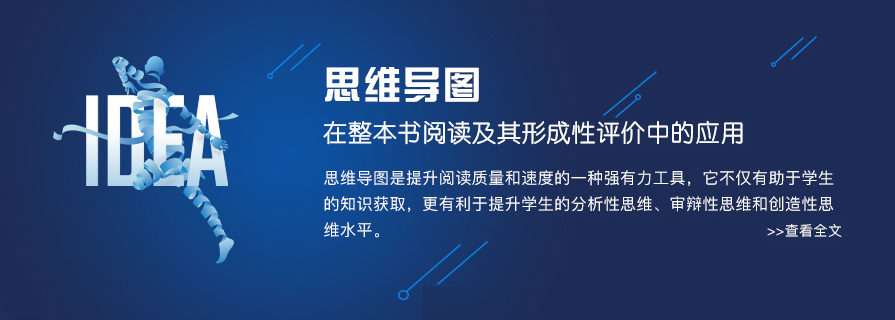 IDEA
思维导图
在整本书阅读及其形成性评价中的应用
思维导图是提升阅读质量和速度的一种强有力工具，它不仅有助于学生
的知识获取，更有利于提升学生的分析性思维、审辩性思维和创造性思
维水平。
>>查看全文